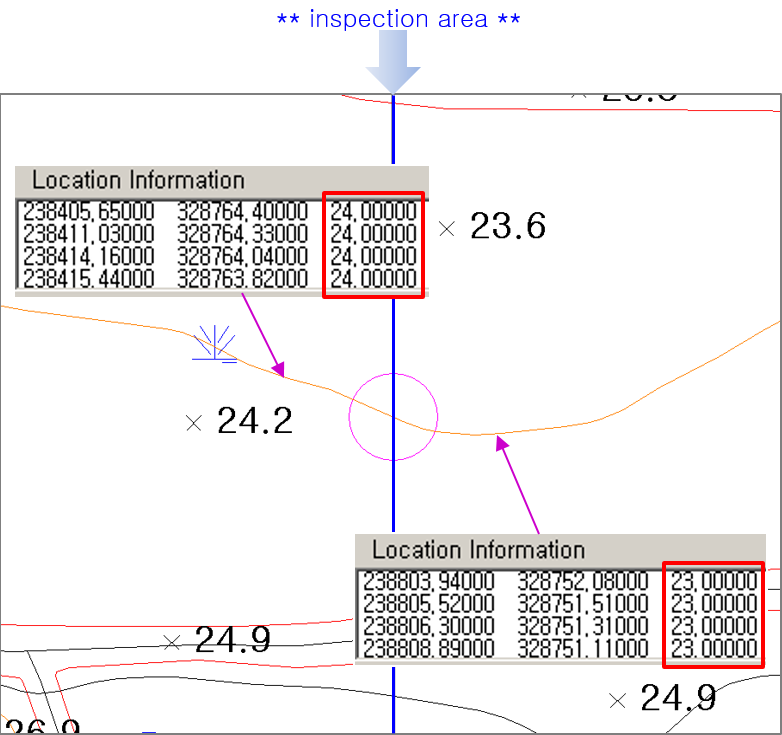 ** inspection area **
Location Information
238405,65000 328764,40000 24,00000
238411,03000 328764,33000 24,00000
238414,16000 328764,04000 24,00000
238415.44000 328763.82000 24.00000
× 23.6
× 24.2
Location Information
238803,94000 328752,08000 23,00000
238805,52000 328751,51000 23,00000
238806,30000 328751,31000 23,00000
238808.89000 328751.11000 23.00000
× 24.9
× 24.9
26.9